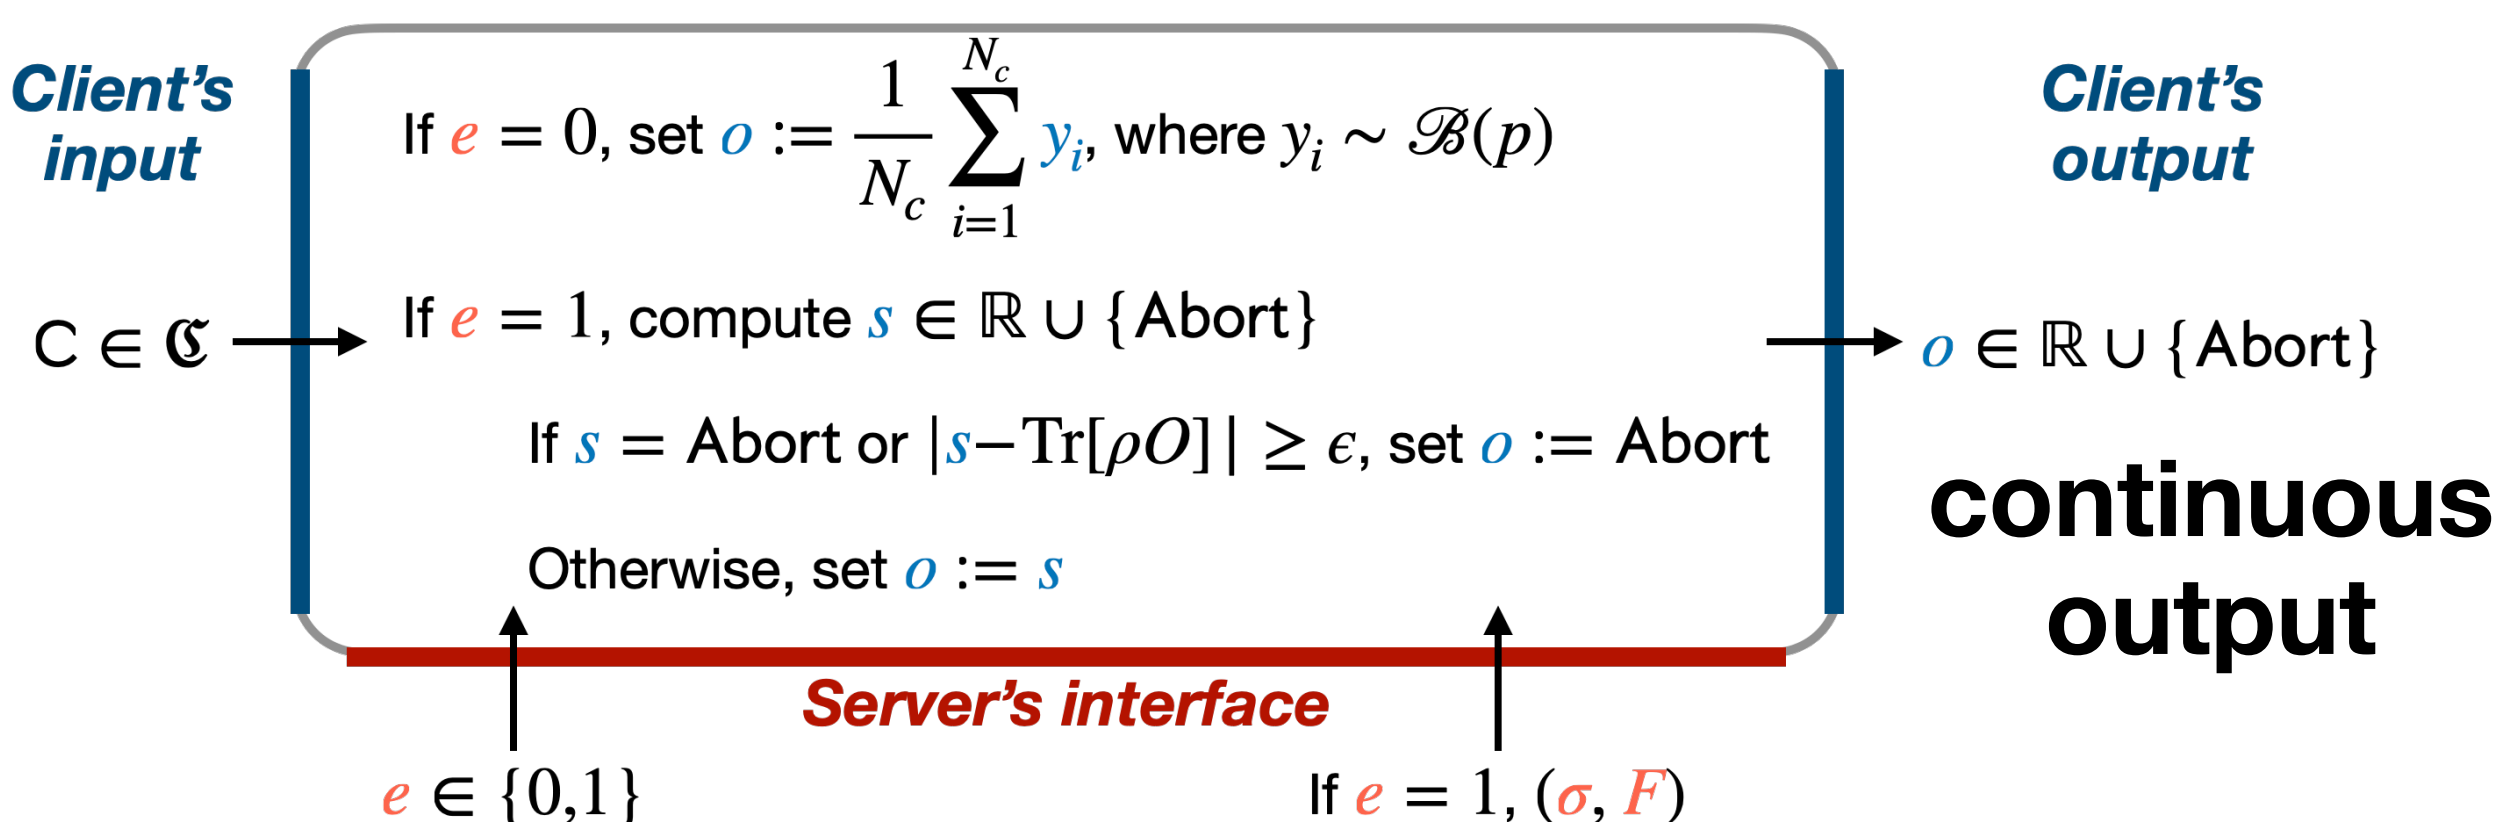 Client's
input
If e = 0, set o := 1/N_c ∑_{i=1}^{N_c} y_i, where y_i ∼ ℬ(p)
Client's
output
C ∈ ℭ
If e = 1, compute s ∈ ℝ ∪ {Abort}
o ∈ ℝ ∪ {Abort}
If s = Abort or |s−Tr[ρO]| ≥ ϵ, set o := Abort
continuous
output
Otherwise, set o := s
Server's interface
e ∈ {0,1}
If e = 1, (σ, F)